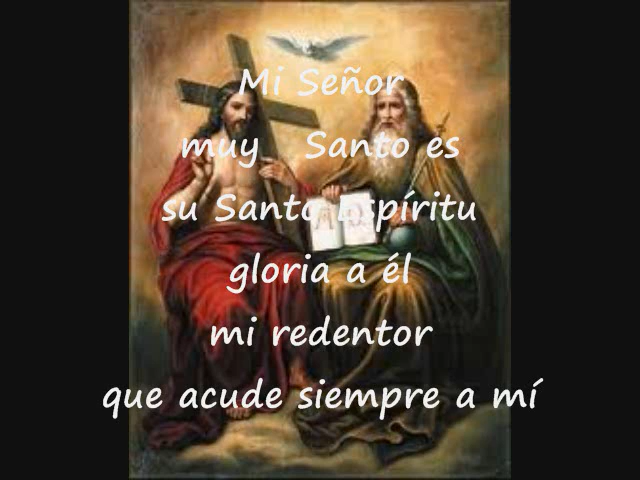 Mi Señor
muy Santo es
su Santo Espíritu
gloria a él
mi redentor
que acude siempre a mí
A Ω